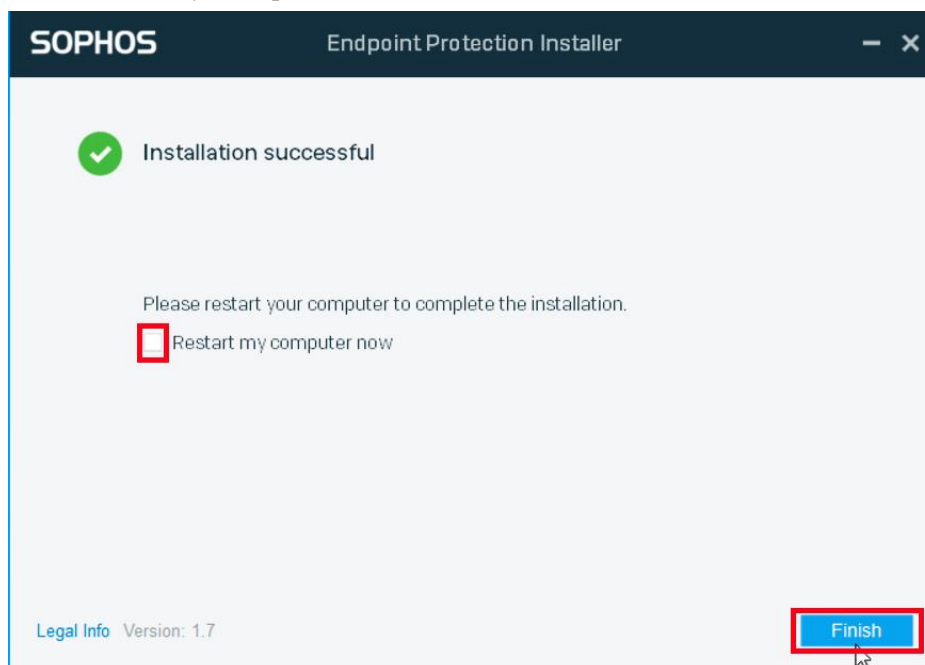 SOPHOS Endpoint Protection Installer
Installation successful
Please restart your computer to complete the installation.
Restart my computer now
Legal Info Version: 1.7
Finish